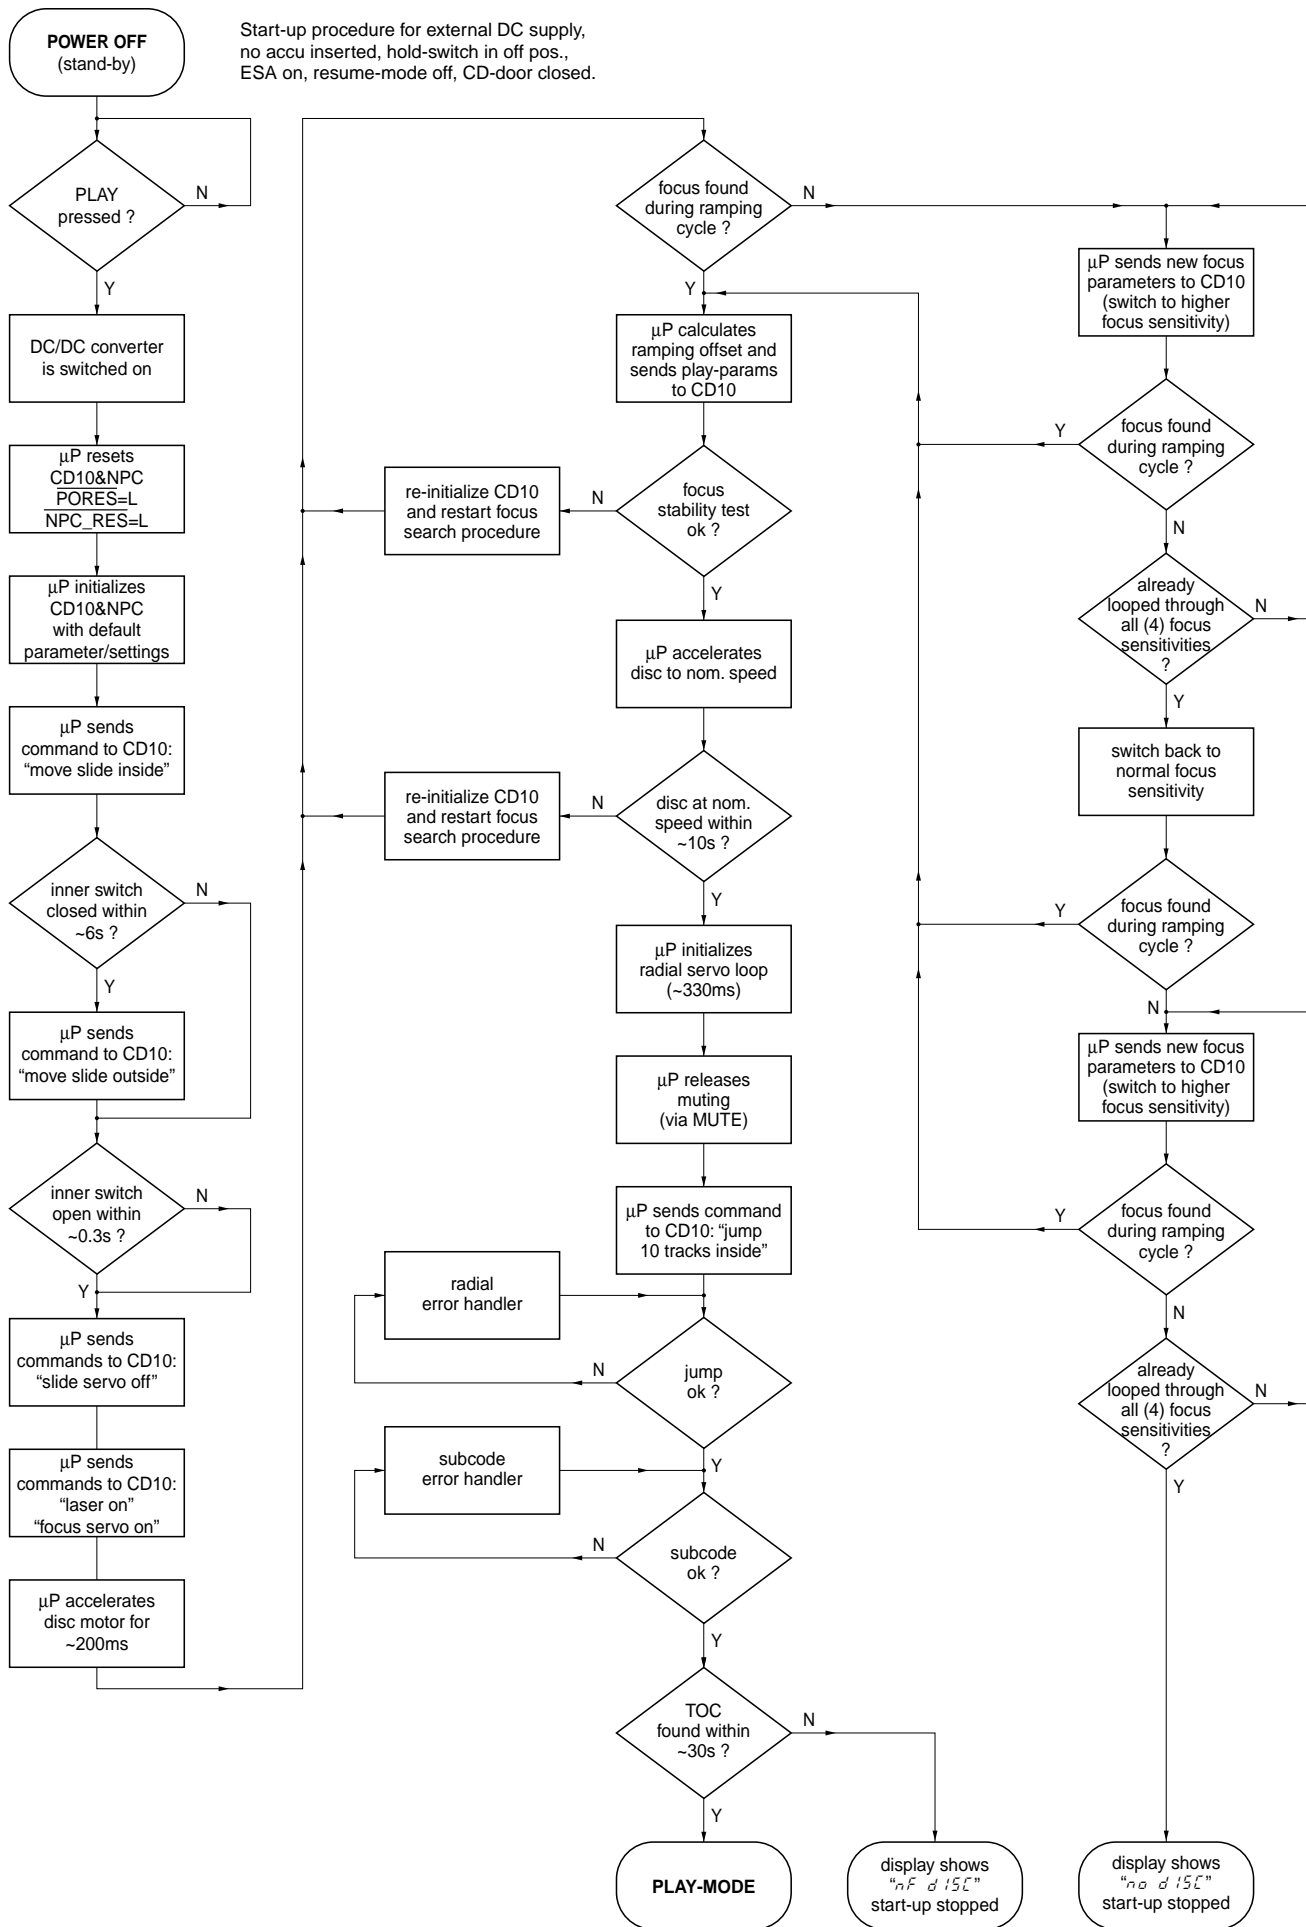 POWER OFF
(stand-by)
Start-up procedure for external DC supply,
no accu inserted, hold-switch in off pos.,
ESA on, resume-mode off, CD-door closed.
PLAY
pressed ?
N
Y
DC/DC converter
is switched on
µP resets
CD10&NPC
PORES=L
NPC_RES=L
µP initializes
CD10&NPC
with default
parameter/settings
µP sends
command to CD10:
“move slide inside”
inner switch
closed within
~6s ?
N
Y
µP sends
command to CD10:
“move slide outside”
inner switch
open within
~0.3s ?
N
Y
µP sends
commands to CD10:
“slide servo off”
µP sends
commands to CD10:
“laser on”
“focus servo on”
µP accelerates
disc motor for
~200ms
focus found
during ramping
cycle ?
N
Y
µP calculates
ramping offset and
sends play-params
to CD10
focus
stability test
ok ?
N
re-initialize CD10
and restart focus
search procedure
Y
µP accelerates
disc to nom. speed
disc at nom.
speed within
~10s ?
N
re-initialize CD10
and restart focus
search procedure
Y
µP initializes
radial servo loop
(~330ms)
µP releases
muting
(via MUTE)
µP sends command
to CD10: “jump
10 tracks inside”
radial
error handler
jump
ok ?
N
Y
subcode
error handler
subcode
ok ?
N
Y
TOC
found within
~30s ?
N
Y
PLAY-MODE
display shows
“nF dISC”
start-up stopped
µP sends new focus
parameters to CD10
(switch to higher
focus sensitivity)
focus found
during ramping
cycle ?
Y
N
already
looped through
all (4) focus
sensitivities
?
N
Y
switch back to
normal focus
sensitivity
focus found
during ramping
cycle ?
Y
N
µP sends new focus
parameters to CD10
(switch to higher
focus sensitivity)
focus found
during ramping
cycle ?
Y
N
already
looped through
all (4) focus
sensitivities
?
N
Y
display shows
“no dISC”
start-up stopped